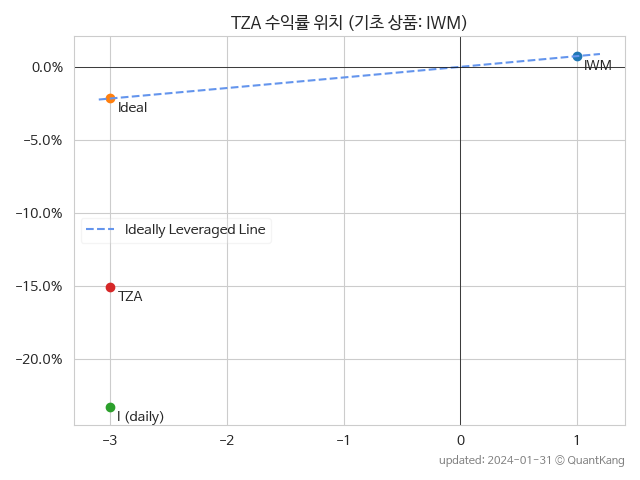 TZA 수익률 위치 (기초 상품: IWM)
0.0%
IWM
Ideal
-5.0%
-10.0%
Ideally Leveraged Line
-15.0%
TZA
-20.0%
I (daily)
-3 -2 -1 0 1
updated: 2024-01-31 © QuantKang